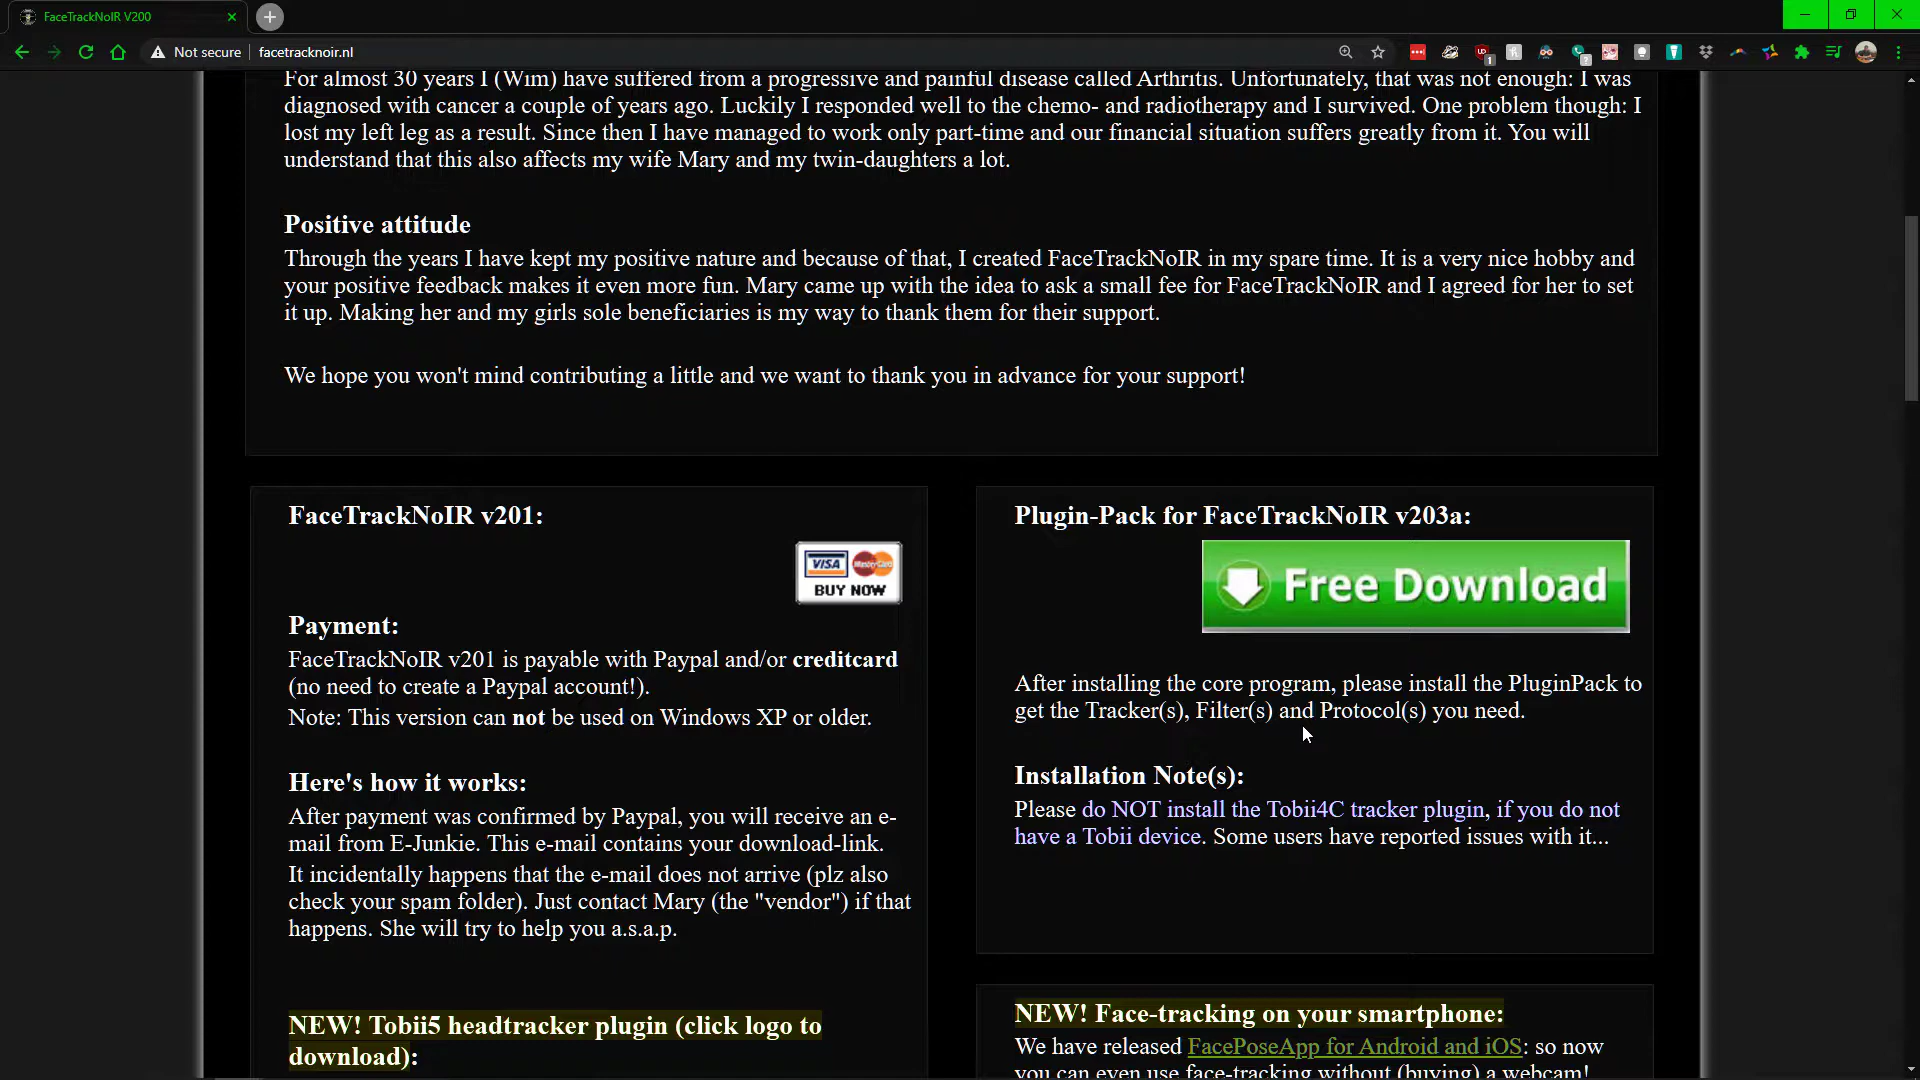 FaceTrackNoIR V200
Not secure
facetracknoir.nl
For almost 30 years I (Wim) have suffered from a progressive and painful disease called Arthritis. Unfortunately, that was not enough: I was
diagnosed with cancer a couple of years ago. Luckily I responded well to the chemo- and radiotherapy and I survived. One problem though: I
lost my left leg as a result. Since then I have managed to work only part-time and our financial situation suffers greatly from it. You will
understand that this also affects my wife Mary and my twin-daughters a lot.
Positive attitude
Through the years I have kept my positive nature and because of that, I created FaceTrackNoIR in my spare time. It is a very nice hobby and
your positive feedback makes it even more fun. Mary came up with the idea to ask a small fee for FaceTrackNoIR and I agreed for her to set
it up. Making her and my girls sole beneficiaries is my way to thank them for their support.
We hope you won't mind contributing a little and we want to thank you in advance for your support!
FaceTrackNoIR v201:
VISA MasterCard
BUY NOW
Payment:
FaceTrackNoIR v201 is payable with Paypal and/or creditcard
(no need to create a Paypal account!).
Note: This version can not be used on Windows XP or older.
Here's how it works:
After payment was confirmed by Paypal, you will receive an e-
mail from E-Junkie. This e-mail contains your download-link.
It incidentally happens that the e-mail does not arrive (plz also
check your spam folder). Just contact Mary (the "vendor") if that
happens. She will try to help you a.s.a.p.
NEW! Tobii5 headtracker plugin (click logo to
download):
Plugin-Pack for FaceTrackNoIR v203a:
Free Download
After installing the core program, please install the PluginPack to
get the Tracker(s), Filter(s) and Protocol(s) you need.
Installation Note(s):
Please do NOT install the Tobii4C tracker plugin, if you do not
have a Tobii device. Some users have reported issues with it...
NEW! Face-tracking on your smartphone:
We have released FacePoseApp for Android and iOS: so now
you can even use face-tracking without (buying) a webcam!